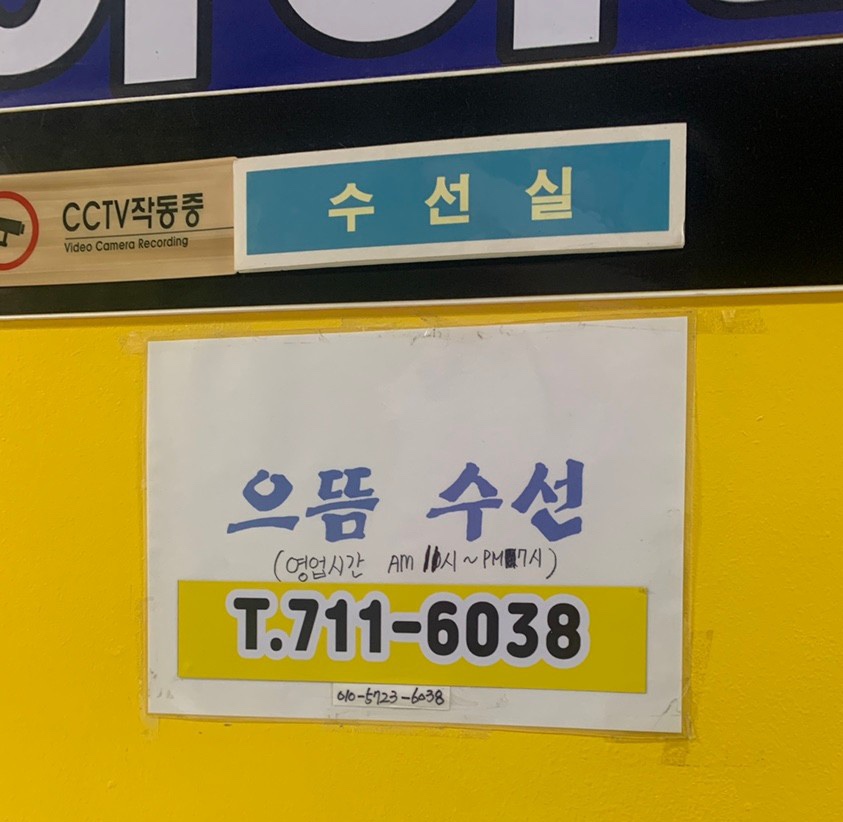 CCTV작동중
Video Camera Recording
수선실
으뜸 수선
(영업시간 AM 11시~PM 7시)
T.711-6038
010-5723-6038